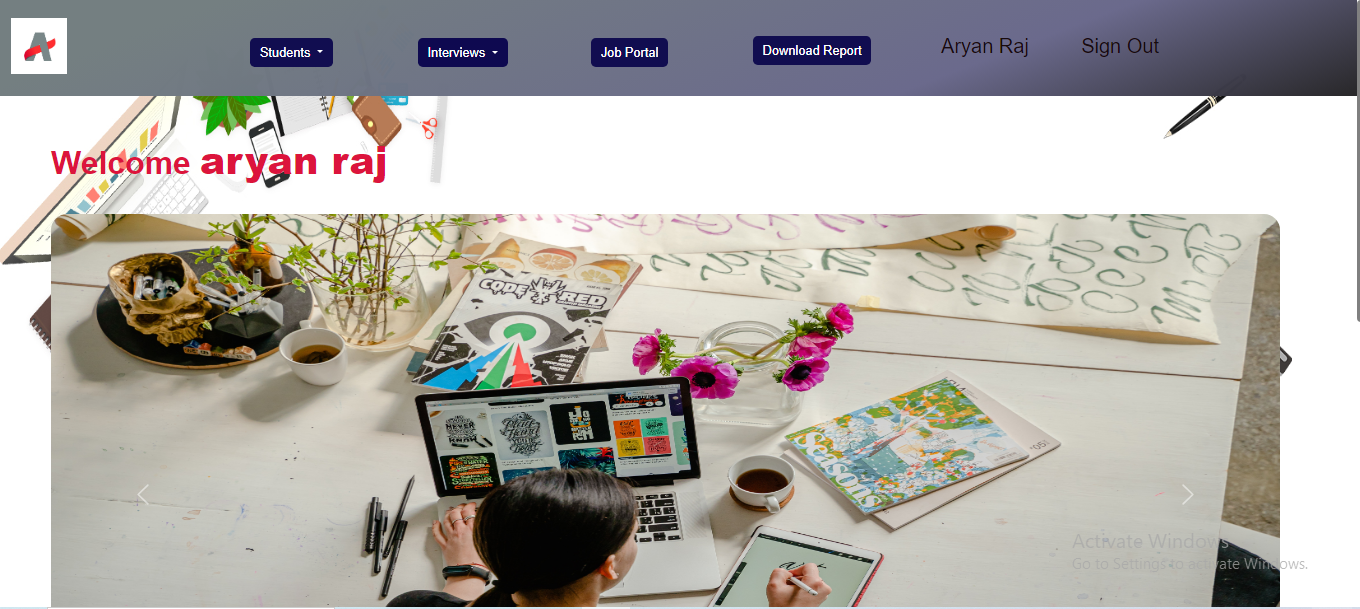 Students
Interviews
Job Portal
Download Report
Aryan Raj
Sign Out
Welcome aryan raj
CODE RED
Seasons
Activate Windows
Go to Settings to activate Windows.